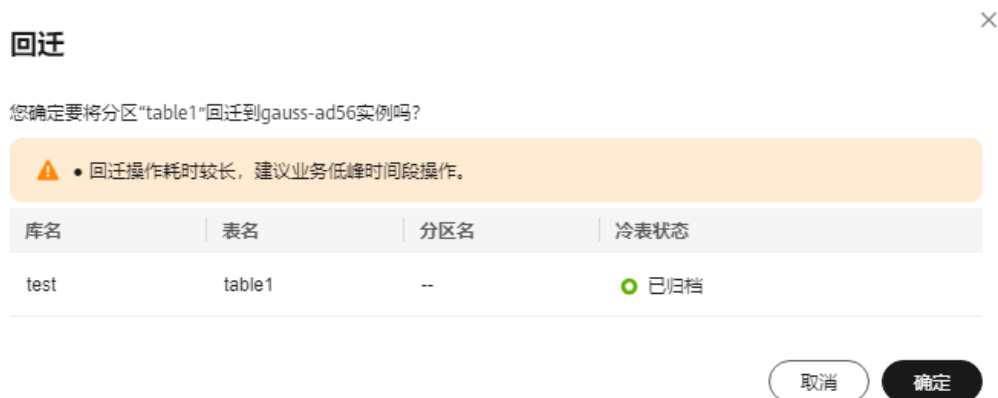 回迁
您确定要将分区“table1”回迁到gauss-ad56实例吗？
• 回迁操作耗时较长，建议业务低峰时间段操作。
库名 表名 分区名 冷表状态
test table1 -- 已归档
取消 确定